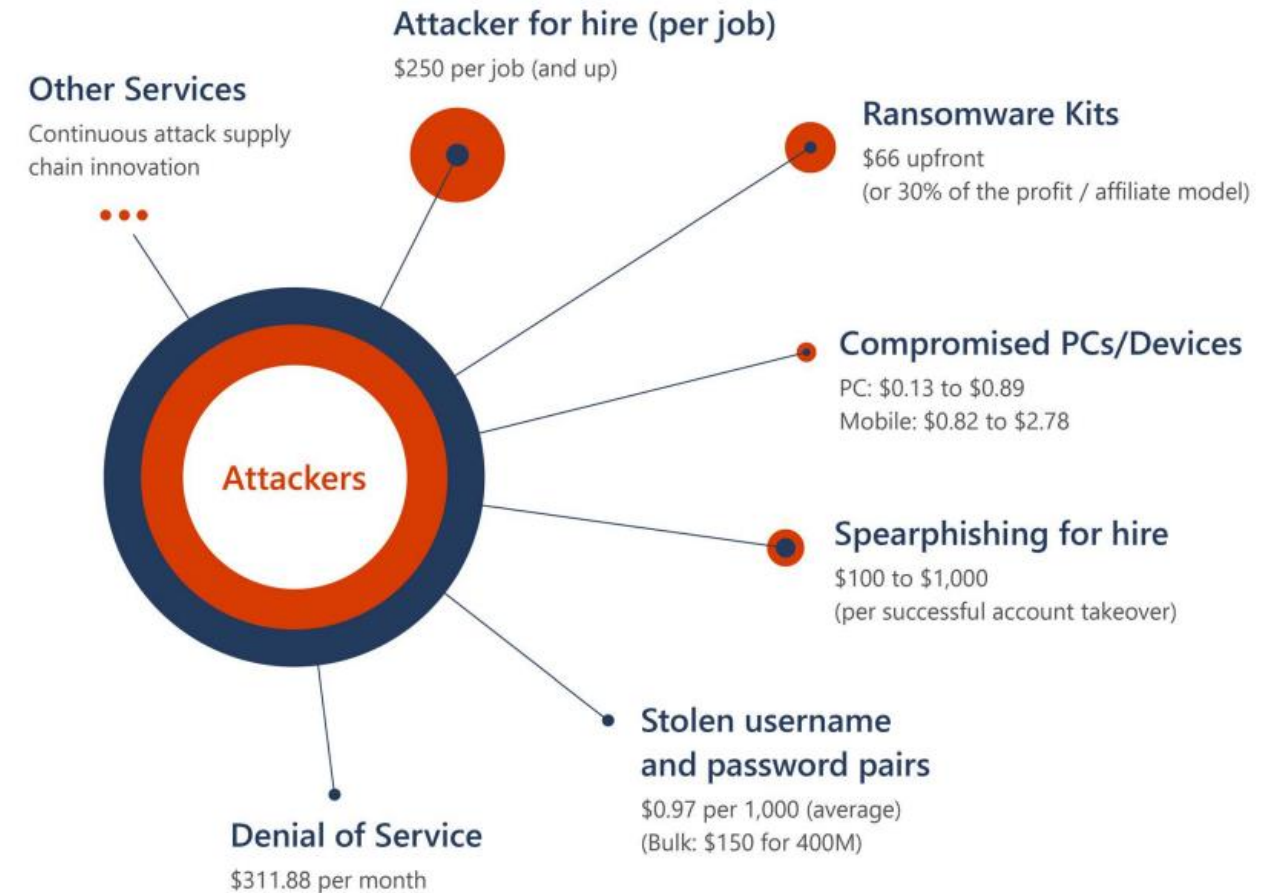 Attacker for hire (per job)
$250 per job (and up)
Other Services
Continuous attack supply
chain innovation
Ransomware Kits
$66 upfront
(or 30% of the profit / affiliate model)
Compromised PCs/Devices
PC: $0.13 to $0.89
Mobile: $0.82 to $2.78
Attackers
Spearphishing for hire
$100 to $1,000
(per successful account takeover)
Stolen username
and password pairs
$0.97 per 1,000 (average)
(Bulk: $150 for 400M)
Denial of Service
$311.88 per month